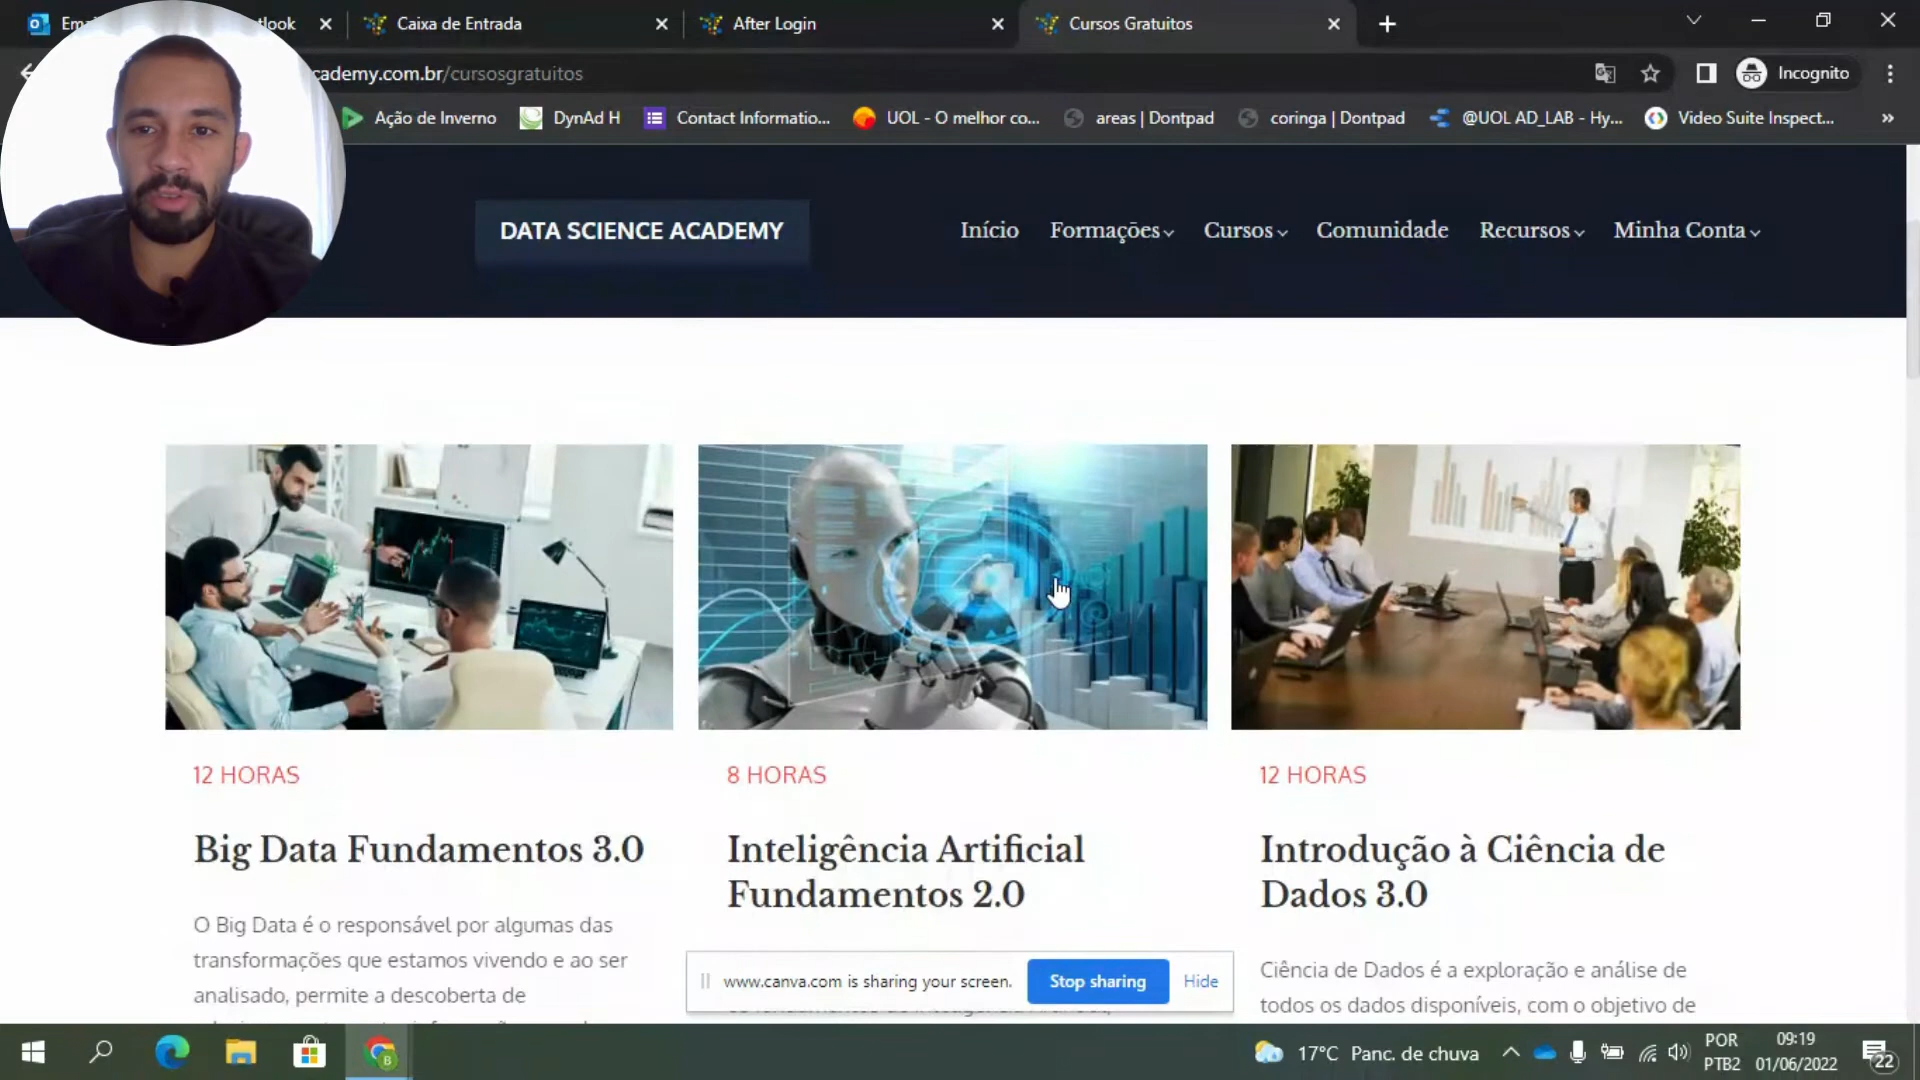 Caixa de Entrada
After Login
Cursos Gratuitos
cademy.com.br/cursosgratuitos
Incognito
Ação de Inverno
DynAd H
Contact Informatio...
UOL - O melhor co...
areas | Dontpad
coringa | Dontpad
@UOL AD_LAB - Hy...
Video Suite Inspect...
DATA SCIENCE ACADEMY
Início
Formações
Cursos
Comunidade
Recursos
Minha Conta
12 HORAS
Big Data Fundamentos 3.0
O Big Data é o responsável por algumas das
transformações que estamos vivendo e ao ser
analisado, permite a descoberta de
8 HORAS
Inteligência Artificial
Fundamentos 2.0
12 HORAS
Introdução à Ciência de
Dados 3.0
Ciência de Dados é a exploração e análise de
todos os dados disponíveis, com o objetivo de
www.canva.com is sharing your screen.
Stop sharing
Hide
17°C Panc. de chuva
POR
PTB2
09:19
01/06/2022
22